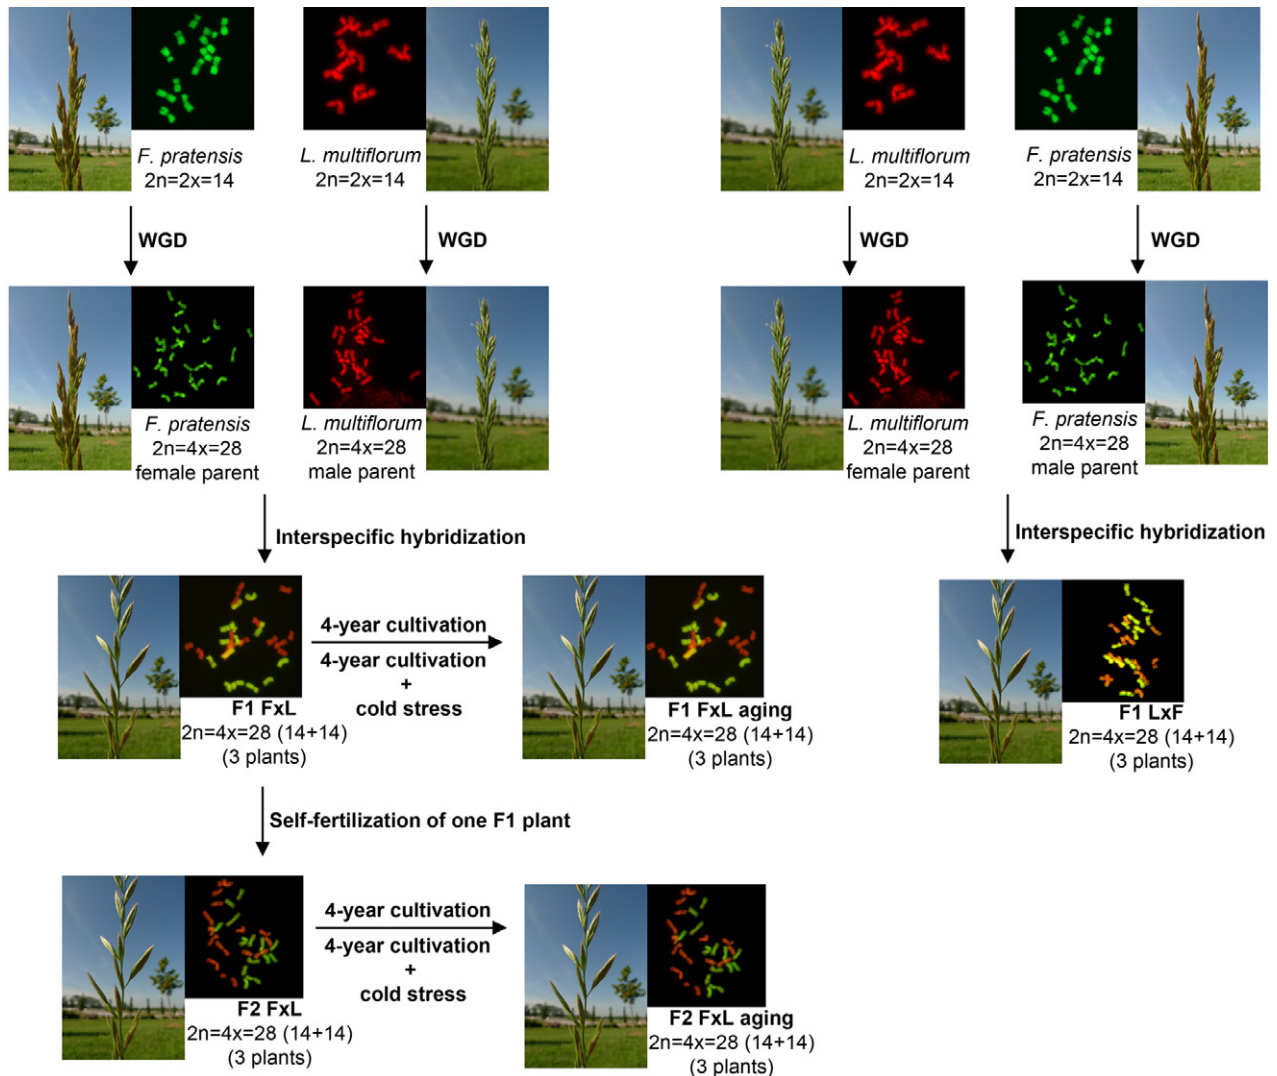 F. pratensis
2n=2x=14
L. multiflorum
2n=2x=14
L. multiflorum
2n=2x=14
F. pratensis
2n=2x=14
WGD
WGD
WGD
WGD
F. pratensis
2n=4x=28
female parent
L. multiflorum
2n=4x=28
male parent
L. multiflorum
2n=4x=28
female parent
F. pratensis
2n=4x=28
male parent
Interspecific hybridization
Interspecific hybridization
F1 FxL
2n=4x=28 (14+14)
(3 plants)
4-year cultivation
4-year cultivation
+
cold stress
F1 FxL aging
2n=4x=28 (14+14)
(3 plants)
F1 LxF
2n=4x=28 (14+14)
(3 plants)
Self-fertilization of one F1 plant
F2 FxL
2n=4x=28 (14+14)
(3 plants)
4-year cultivation
4-year cultivation
+
cold stress
F2 FxL aging
2n=4x=28 (14+14)
(3 plants)